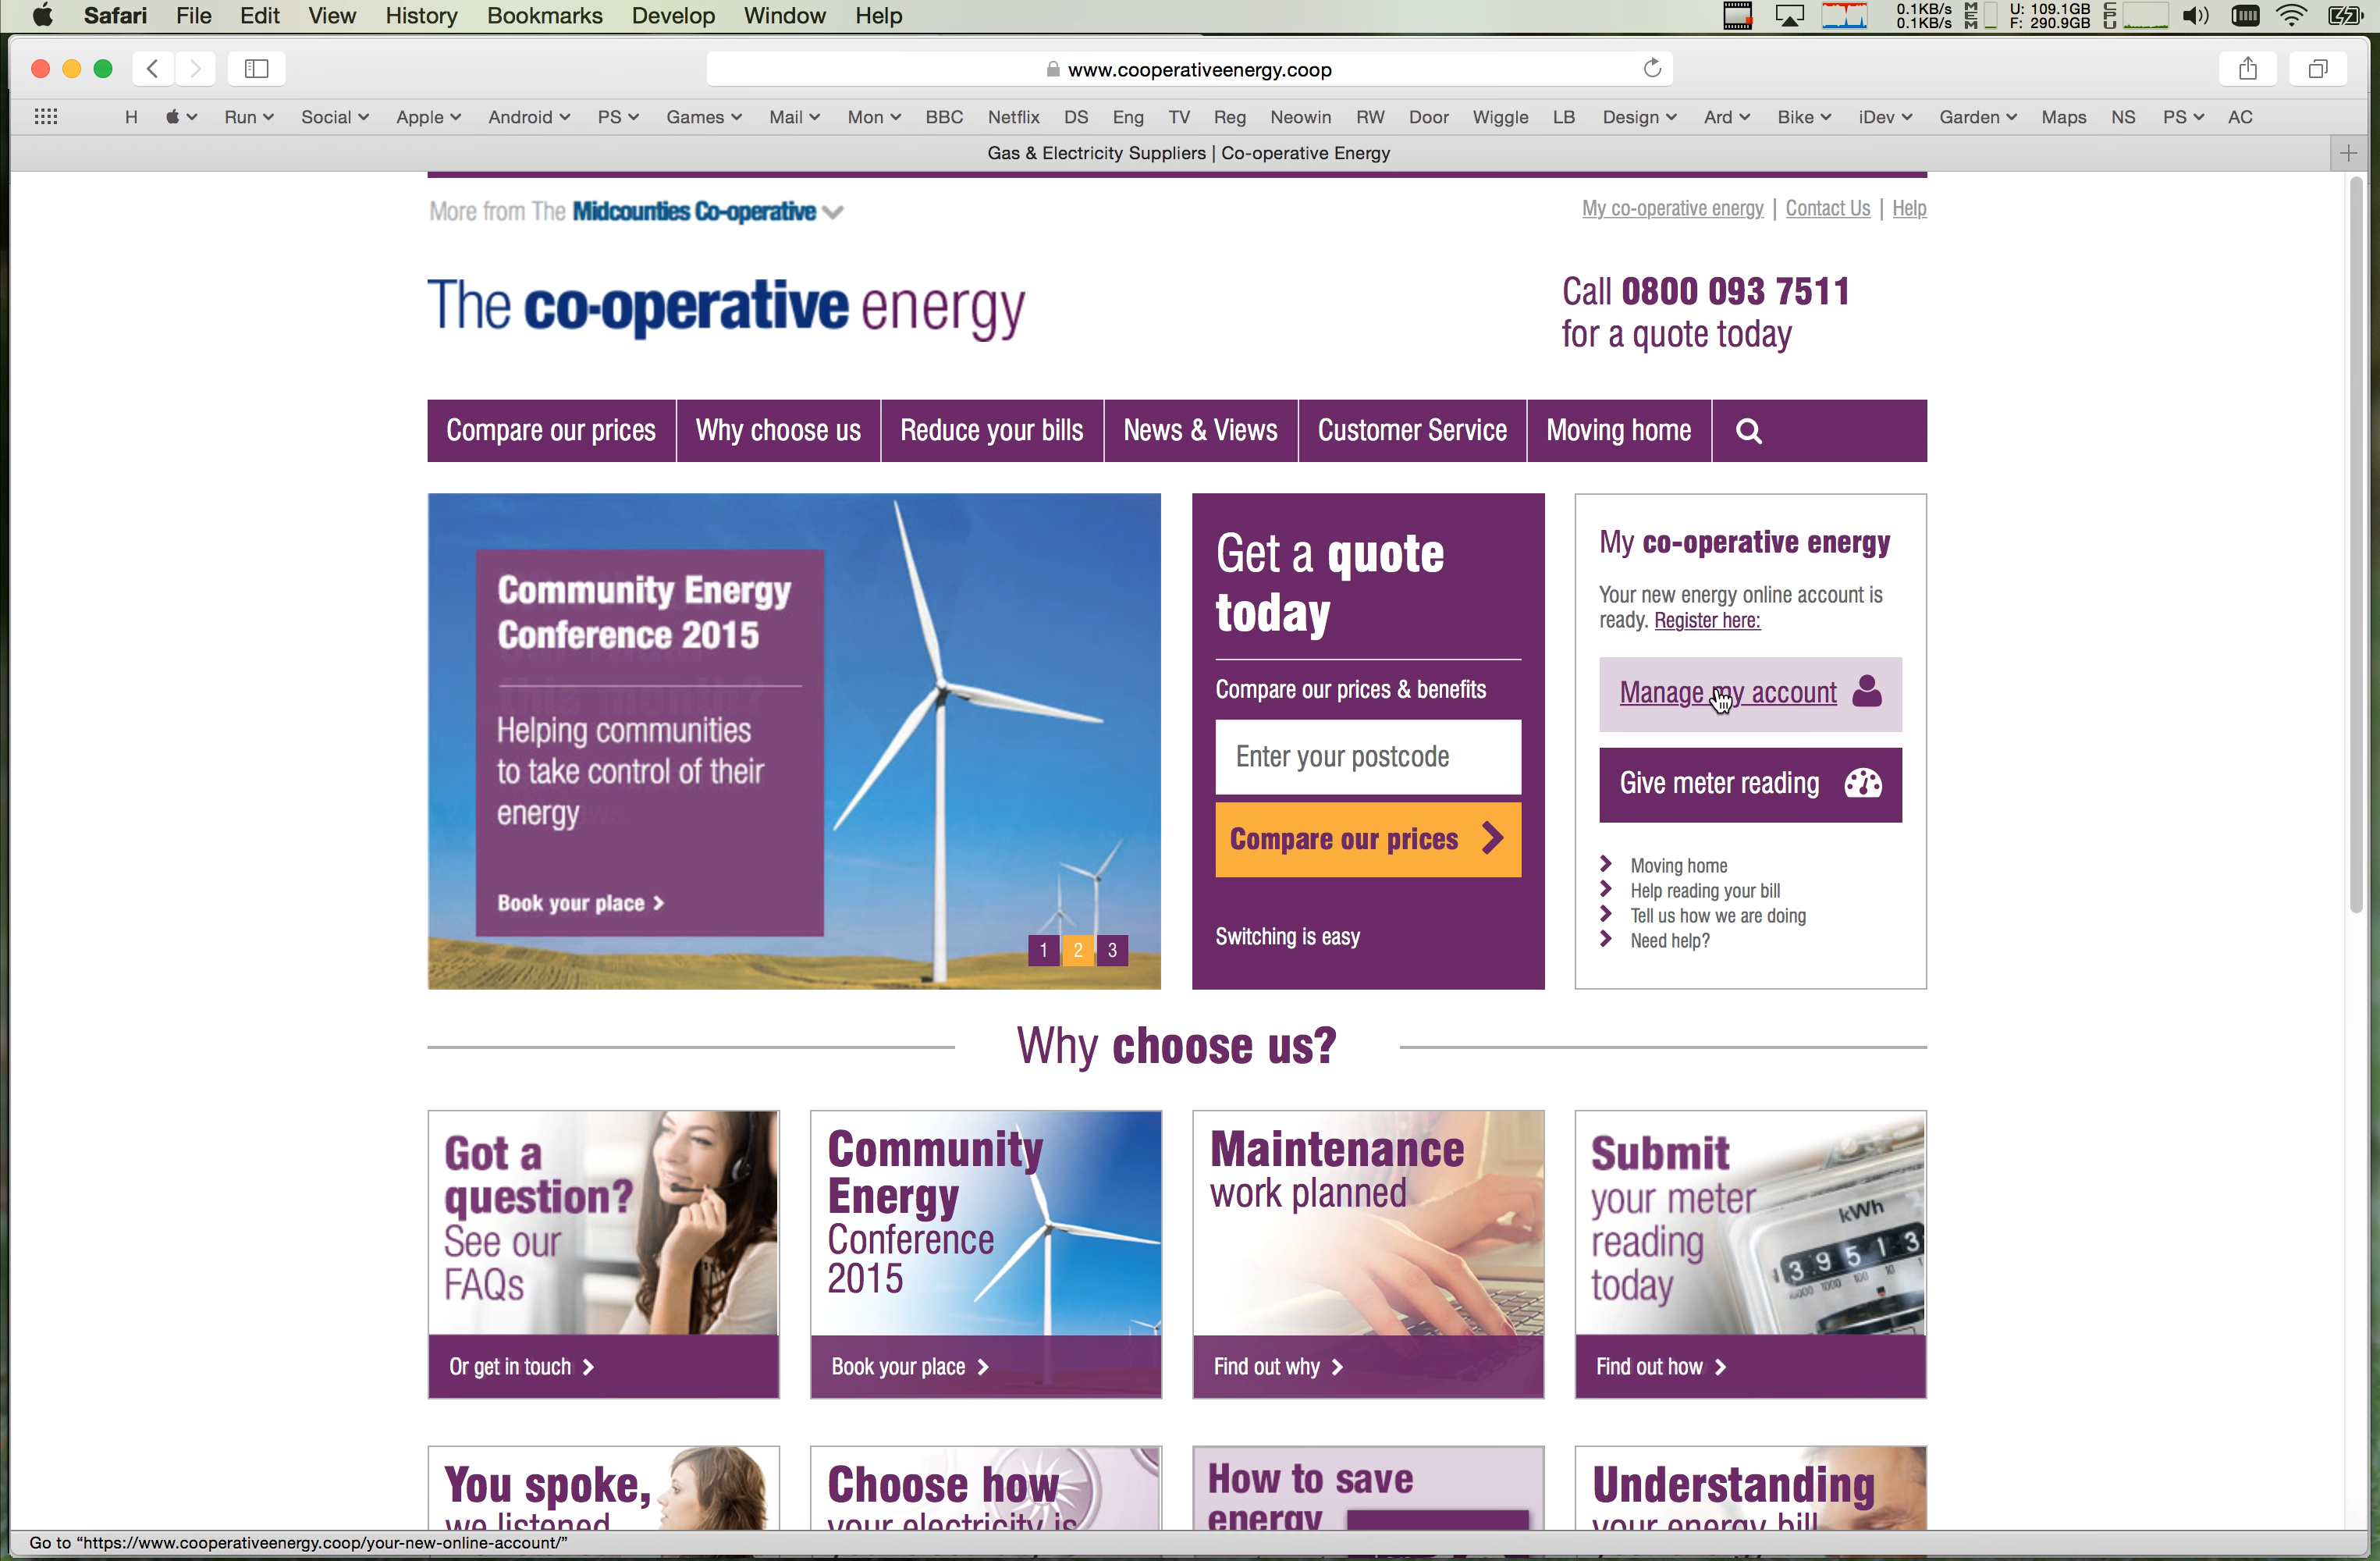 Safari File Edit View History Bookmarks Develop Window Help
0.1KB/s
0.1KB/s
MEM
U: 109.1GB
F: 290.9GB
CPU
www.cooperativeenergy.coop
H Run Social Apple Android PS Games Mail Mon BBC Netflix DS Eng TV Reg Neowin RW Door Wiggle LB Design Ard Bike iDev Garden Maps NS PS AC
Gas & Electricity Suppliers | Co-operative Energy
More from The Midcounties Co-operative
My co-operative energy | Contact Us | Help
The co-operative energy
Call 0800 093 7511
for a quote today
Compare our prices Why choose us Reduce your bills News & Views Customer Service Moving home
Community Energy
Conference 2015
Helping communities
to take control of their
energy
Book your place
1 2 3
Get a quote
today
Compare our prices & benefits
Enter your postcode
Compare our prices
Switching is easy
My co-operative energy
Your new energy online account is
ready. Register here:
Manage my account
Give meter reading
Moving home
Help reading your bill
Tell us how we are doing
Need help?
Why choose us?
Got a
question?
See our
FAQs
Or get in touch
Community
Energy
Conference
2015
Book your place
Maintenance
work planned
Find out why
Submit
your meter
reading
today
kWh
3 9 5 1 3
10000 1000 100 10 1
Find out how
You spoke,
we listened
Choose how
your electricity is
How to save
energy
Understanding
your energy bill
Go to “https://www.cooperativeenergy.coop/your-new-online-account/”